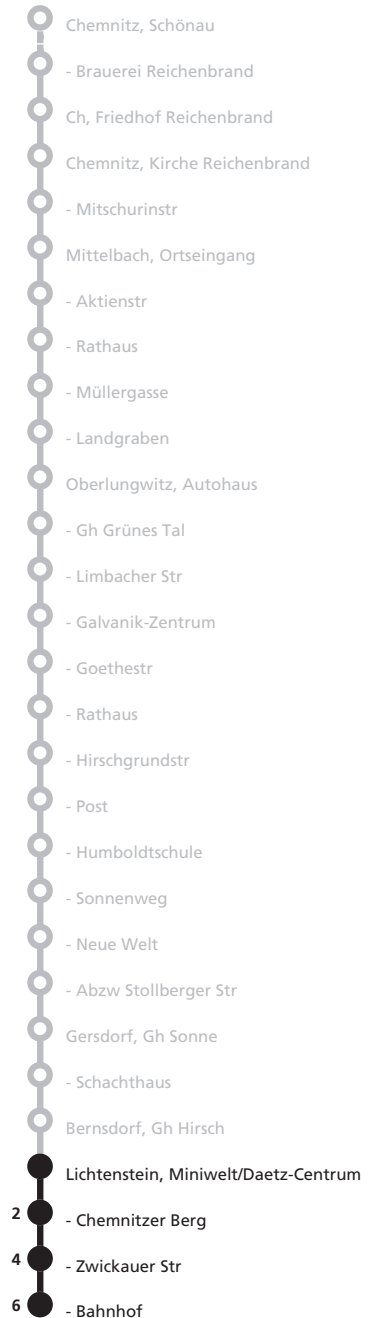 Chemnitz, Schönau
- Brauerei Reichenbrand
Ch, Friedhof Reichenbrand
Chemnitz, Kirche Reichenbrand
- Mitschurinstr
Mittelbach, Ortseingang
- Aktienstr
- Rathaus
- Müllergasse
- Landgraben
Oberlungwitz, Autohaus
- Gh Grünes Tal
- Limbacher Str
- Galvanik-Zentrum
- Goethestr
- Rathaus
- Hirschgrundstr
- Post
- Humboldtschule
- Sonnenweg
- Neue Welt
- Abzw Stollberger Str
Gersdorf, Gh Sonne
- Schachthaus
Bernsdorf, Gh Hirsch
Lichtenstein, Miniwelt/Daetz-Centrum
2 - Chemnitzer Berg
4 - Zwickauer Str
6 - Bahnhof